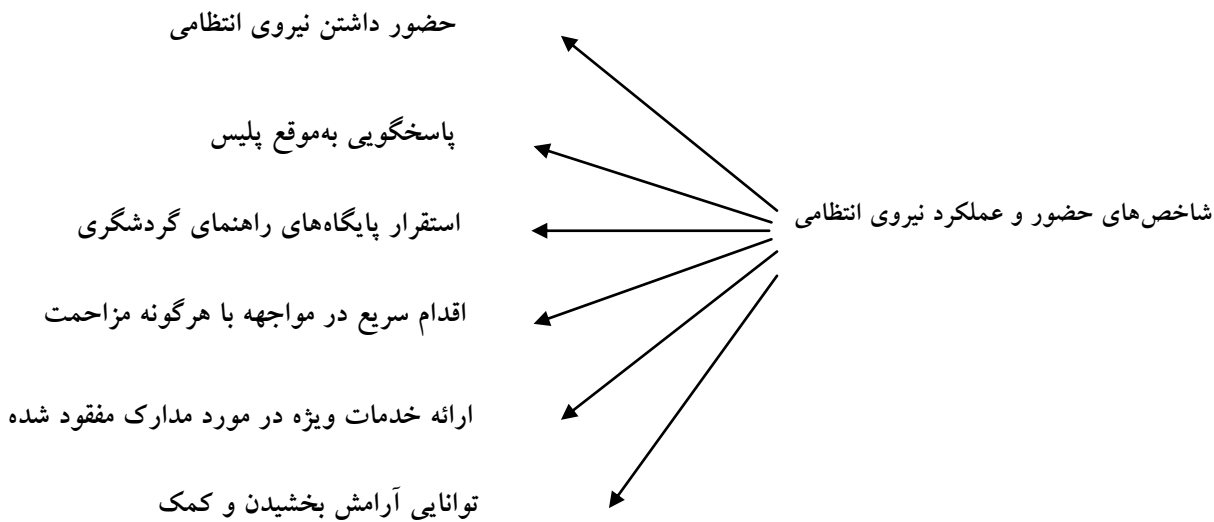 حضور داشتن نیروی انتظامی
پاسخگویی به‌موقع پلیس
شاخص‌های حضور و عملکرد نیروی انتظامی
استقرار پایگاه‌های راهنمای گردشگری
اقدام سریع در مواجهه با هرگونه مزاحمت
ارائه خدمات ویژه در مورد مدارک مفقود شده
توانایی آرامش بخشیدن و کمک